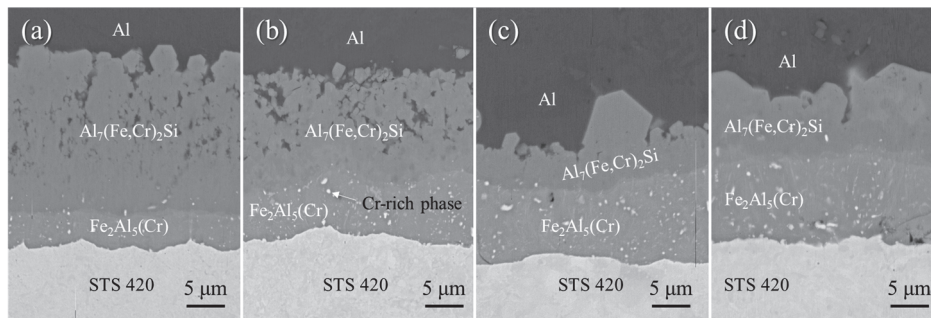 (a)
Al
Al₇(Fe,Cr)₂Si
Fe₂Al₅(Cr)
STS 420
5 μm
(b)
Al
Al₇(Fe,Cr)₂Si
Cr-rich phase
Fe₂Al₅(Cr)
STS 420
5 μm
(c)
Al
Al₇(Fe,Cr)₂Si
Fe₂Al₅(Cr)
STS 420
5 μm
(d)
Al
Al₇(Fe,Cr)₂Si
Fe₂Al₅(Cr)
STS 420
5 μm